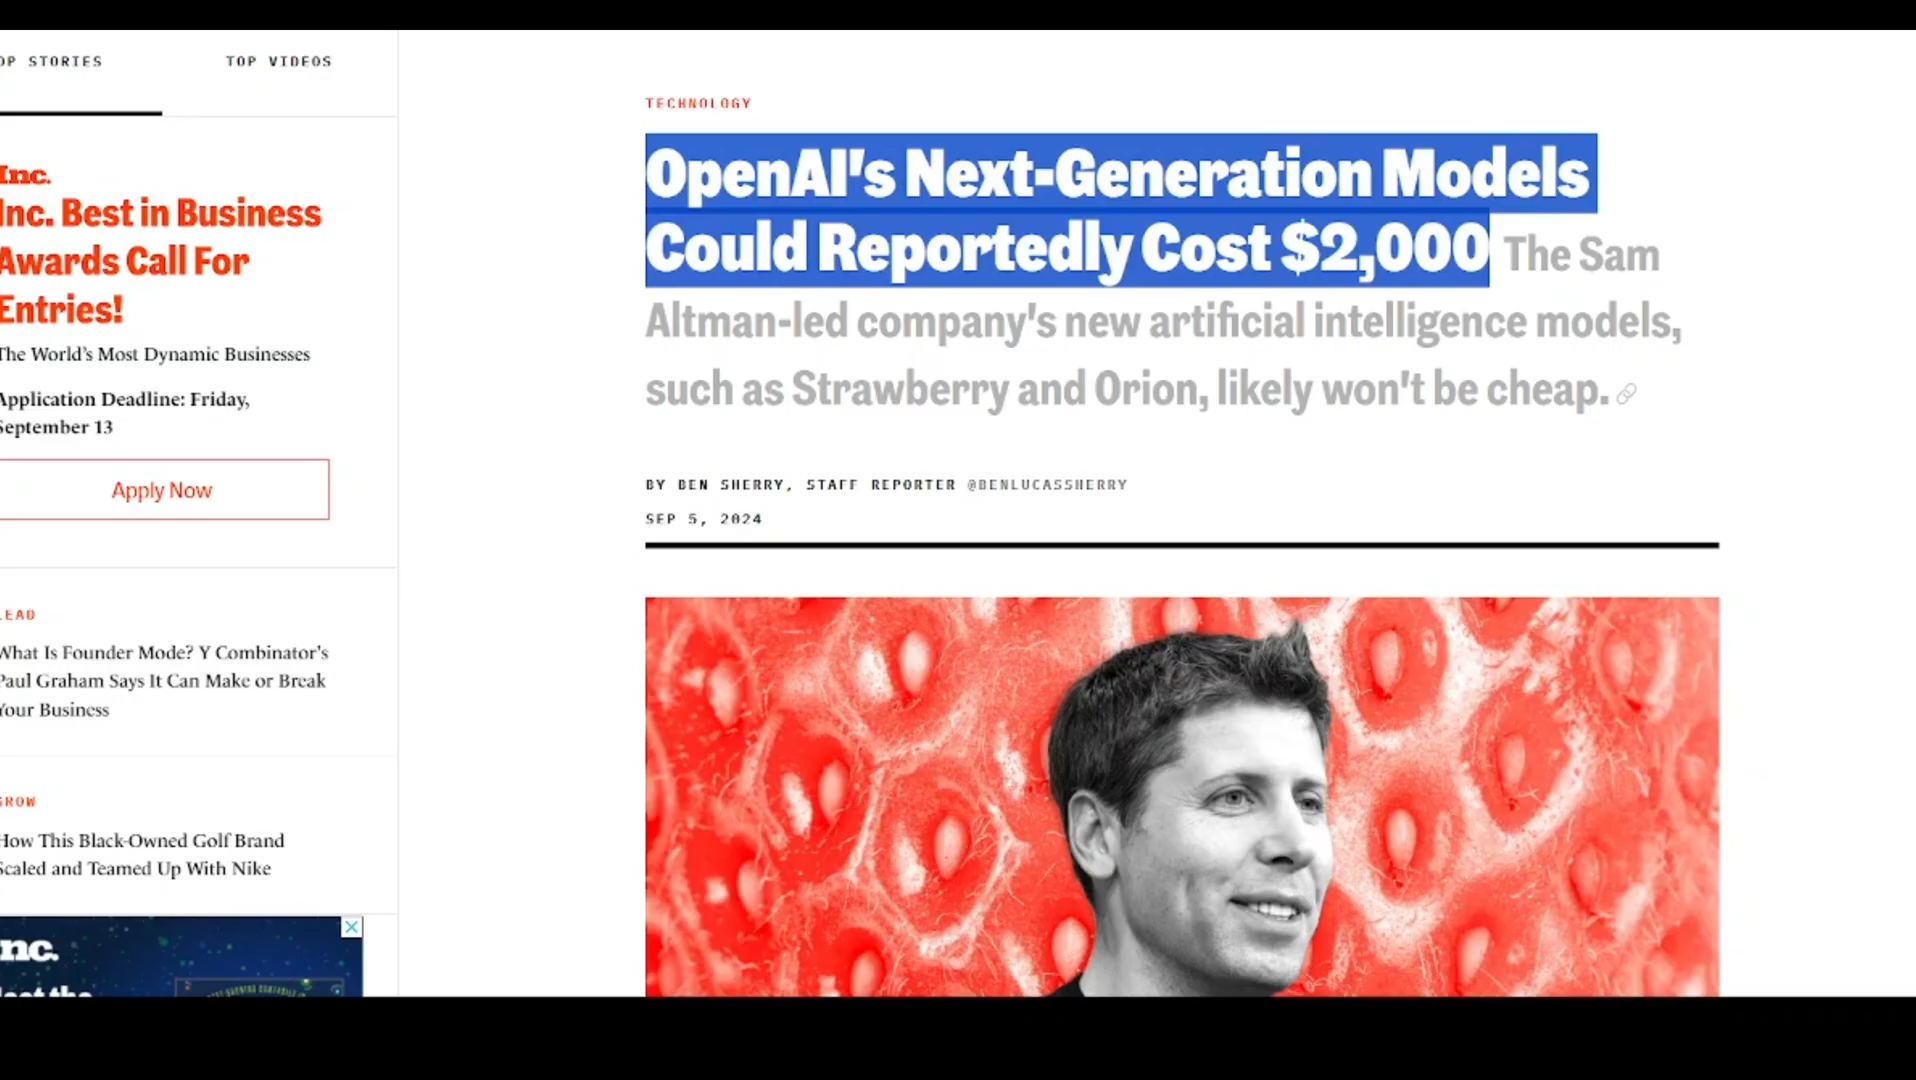 OP STORIES
TOP VIDEOS
Inc.
Inc. Best in Business
Awards Call For
Entries!
The World's Most Dynamic Businesses
Application Deadline: Friday,
September 13
Apply Now
LEAD
What Is Founder Mode? Y Combinator's
Paul Graham Says It Can Make or Break
Your Business
GROW
How This Black-Owned Golf Brand
Scaled and Teamed Up With Nike
nc.
TECHNOLOGY
OpenAI's Next-Generation Models
Could Reportedly Cost $2,000 The Sam
Altman-led company's new artificial intelligence models,
such as Strawberry and Orion, likely won't be cheap.
BY BEN SHERRY, STAFF REPORTER @BENLUCASSHERRY
SEP 5, 2024